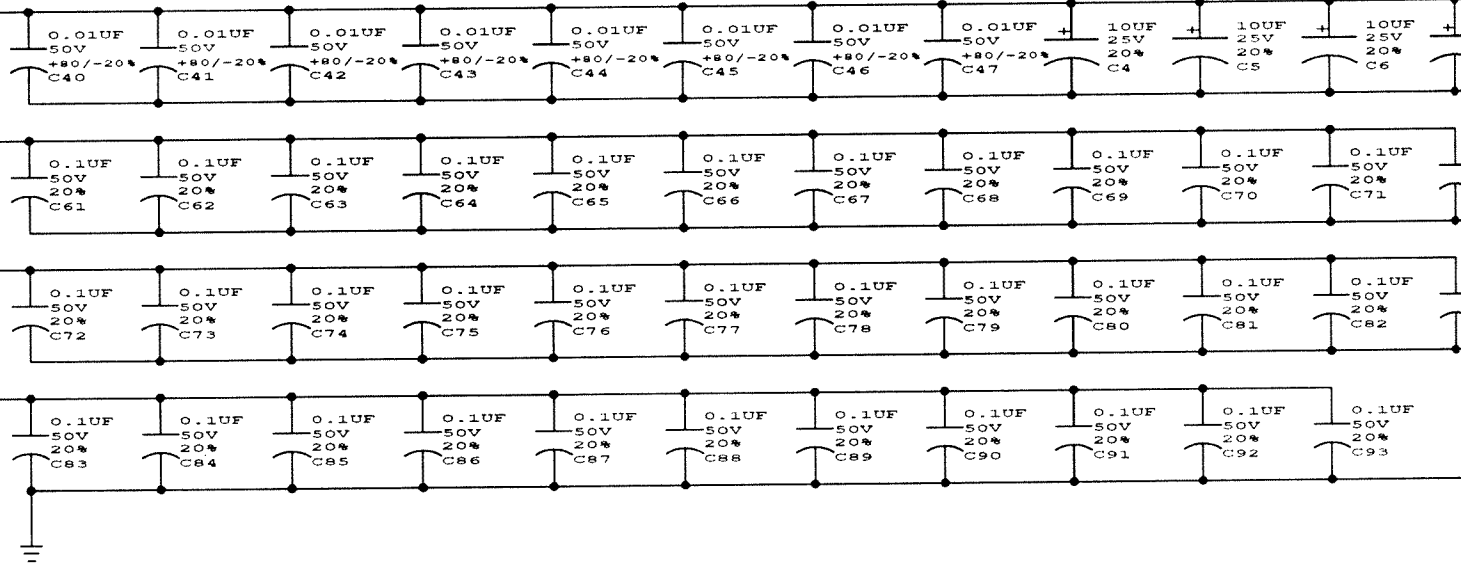 0.01UF
50V
+80/-20%
C40
0.01UF
50V
+80/-20%
C41
0.01UF
50V
+80/-20%
C42
0.01UF
50V
+80/-20%
C43
0.01UF
50V
+80/-20%
C44
0.01UF
50V
+80/-20%
C45
0.01UF
50V
+80/-20%
C46
0.01UF
50V
+80/-20%
C47
+
10UF
25V
20%
C4
+
10UF
25V
20%
C5
+
10UF
25V
20%
C6
+
0.1UF
50V
20%
C61
0.1UF
50V
20%
C62
0.1UF
50V
20%
C63
0.1UF
50V
20%
C64
0.1UF
50V
20%
C65
0.1UF
50V
20%
C66
0.1UF
50V
20%
C67
0.1UF
50V
20%
C68
0.1UF
50V
20%
C69
0.1UF
50V
20%
C70
0.1UF
50V
20%
C71
0.1UF
50V
20%
C72
0.1UF
50V
20%
C73
0.1UF
50V
20%
C74
0.1UF
50V
20%
C75
0.1UF
50V
20%
C76
0.1UF
50V
20%
C77
0.1UF
50V
20%
C78
0.1UF
50V
20%
C79
0.1UF
50V
20%
C80
0.1UF
50V
20%
C81
0.1UF
50V
20%
C82
0.1UF
50V
20%
C83
0.1UF
50V
20%
C84
0.1UF
50V
20%
C85
0.1UF
50V
20%
C86
0.1UF
50V
20%
C87
0.1UF
50V
20%
C88
0.1UF
50V
20%
C89
0.1UF
50V
20%
C90
0.1UF
50V
20%
C91
0.1UF
50V
20%
C92
0.1UF
50V
20%
C93